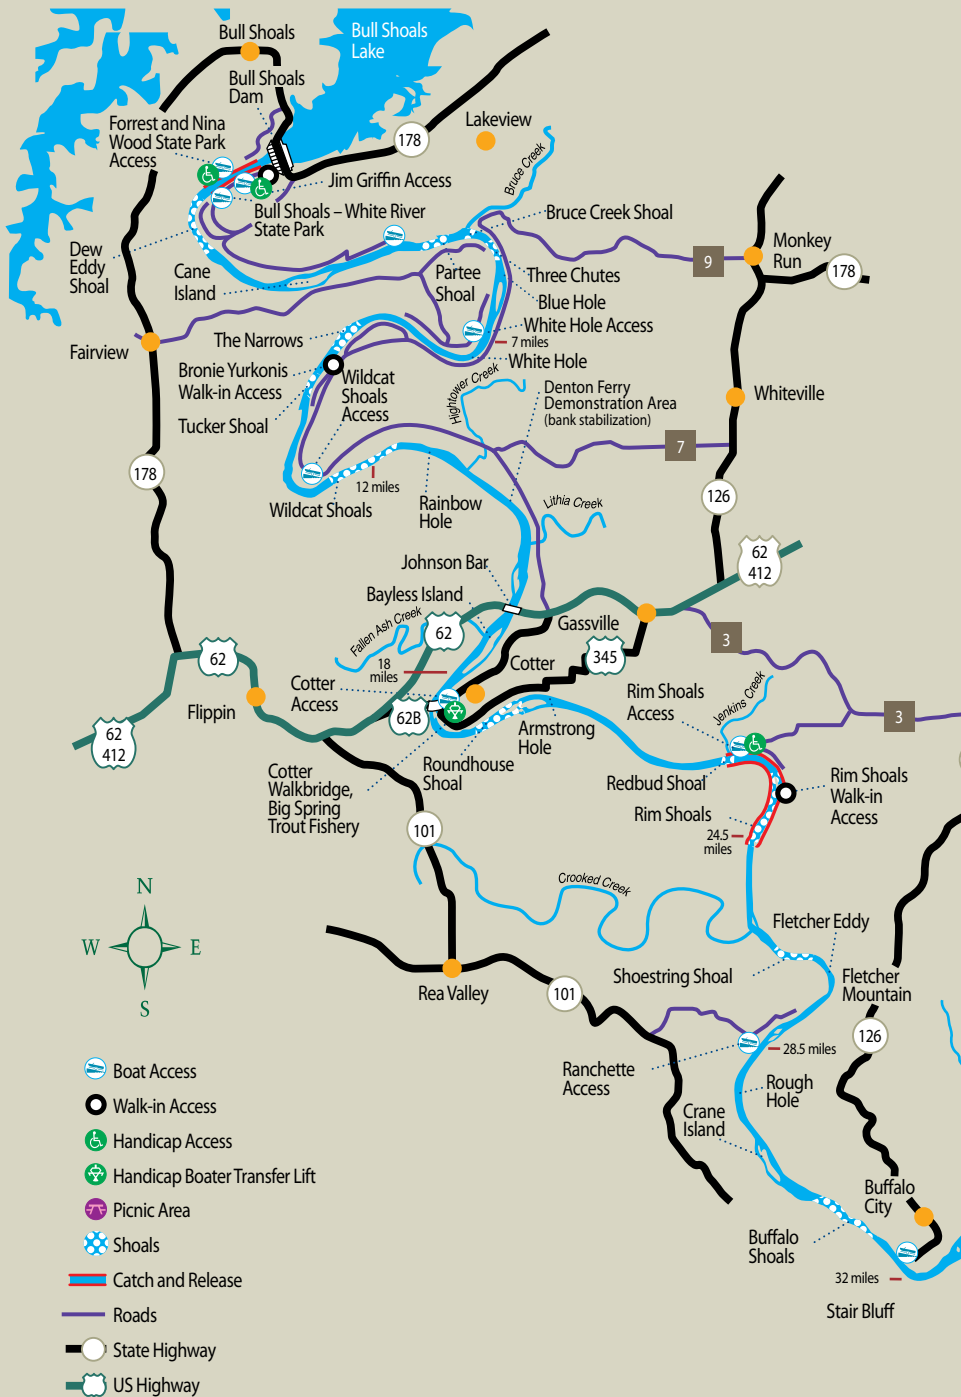 Bull Shoals
Bull Shoals
Lake
Bull Shoals
Dam
Lakeview
Forrest and Nina
Wood State Park
Access
178
Bruce Creek
Jim Griffin Access
Bull Shoals – White River
State Park
Bruce Creek Shoal
Dew
Eddy
Shoal
Cane
Island
Partee
Shoal
Three Chutes
Blue Hole
9
Monkey
Run
178
White Hole Access
7 miles
White Hole
The Narrows
Fairview
Bronie Yurkonis
Walk-in Access
Tucker Shoal
Wildcat
Shoals
Access
Hightower Creek
Denton Ferry
Demonstration Area
(bank stabilization)
Whiteville
7
178
12 miles
Wildcat Shoals
Rainbow
Hole
Lithia Creek
126
Johnson Bar
Bayless Island
62
412
Fallen Ash Creek
62
Gassville
345
3
62
18
miles
Cotter
Cotter
Access
Flippin
62B
Armstrong
Hole
Rim Shoals
Access
Jenkins Creek
3
62
412
Roundhouse
Shoal
Redbud Shoal
Cotter
Walkbridge,
Big Spring
Trout Fishery
Rim Shoals
Rim Shoals
Walk-in
Access
24.5
miles
101
Crooked Creek
Fletcher Eddy
N
W
E
S
Rea Valley
101
Shoestring Shoal
Fletcher
Mountain
126
28.5 miles
Ranchette
Access
Rough
Hole
Crane
Island
Buffalo
City
Buffalo
Shoals
32 miles
Stair Bluff
Boat Access
Walk-in Access
Handicap Access
Handicap Boater Transfer Lift
Picnic Area
Shoals
Catch and Release
Roads
State Highway
US Highway